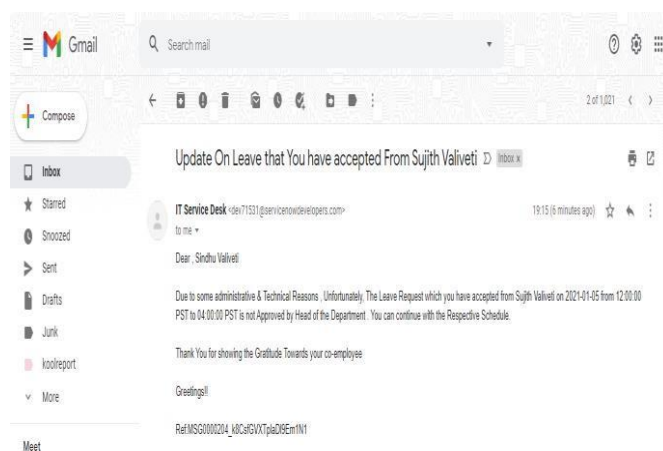 Gmail
Search mail
Compose
2 of 1,021
Inbox
Starred
Snoozed
Sent
Drafts
Junk
koolreport
More
Meet
Update On Leave that You have accepted From Sujith Valiveti
Inbox x
IT Service Desk <dev71531@servicenowdevelopers.com>
19:15 (6 minutes ago)
to me
Dear , Sindhu Valiveti
Due to some administrative & Technical Reasons , Unfortunately, The Leave Request which you have accepted from Sujith Valiveti on 2021-01-05 from 12:00:00
PST to 04:00:00 PST is not Approved by Head of the Department . You can continue with the Respective Schedule.
Thank You for showing the Gratitude Towards your co-employee
Greetings!!